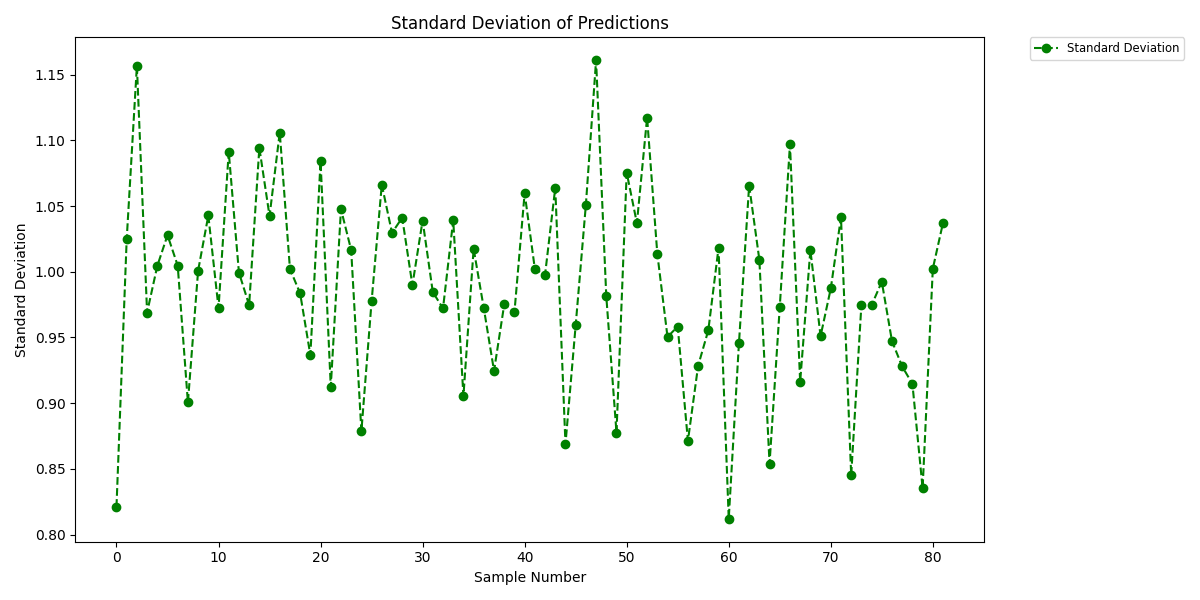 Standard Deviation of Predictions
Standard Deviation
1.15
1.10
1.05
1.00
0.95
0.90
0.85
0.80
Standard Deviation
0 10 20 30 40 50 60 70 80
Sample Number